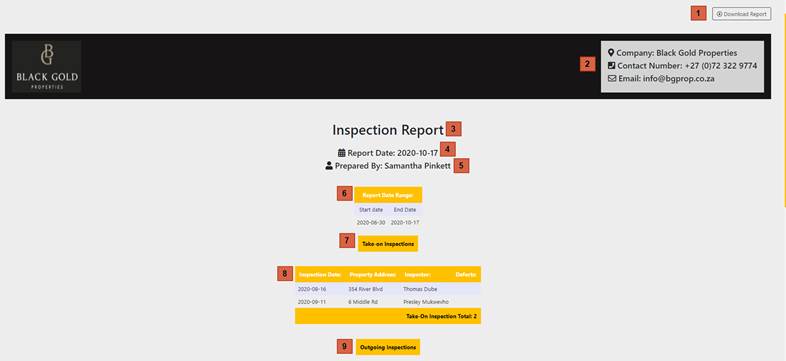 1
Download Report
BG
BLACK GOLD
PROPERTIES
2
Company: Black Gold Properties
Contact Number: +27 (0)72 322 9774
Email: info@bgprop.co.za
Inspection Report 3
Report Date: 2020-10-17 4
Prepared By: Samantha Pinkett 5
6 Report Date Range:
Start date End Date
2020-06-30 2020-10-17
7 Take-on Inspections
8 Inspection Date: Property Address: Inspector: Defects:
2020-08-16 354 River Blvd Thomas Dube
2020-09-11 6 Middle Rd Presley Mukwevho
Take-On Inspection Total: 2
9 Outgoing Inspections